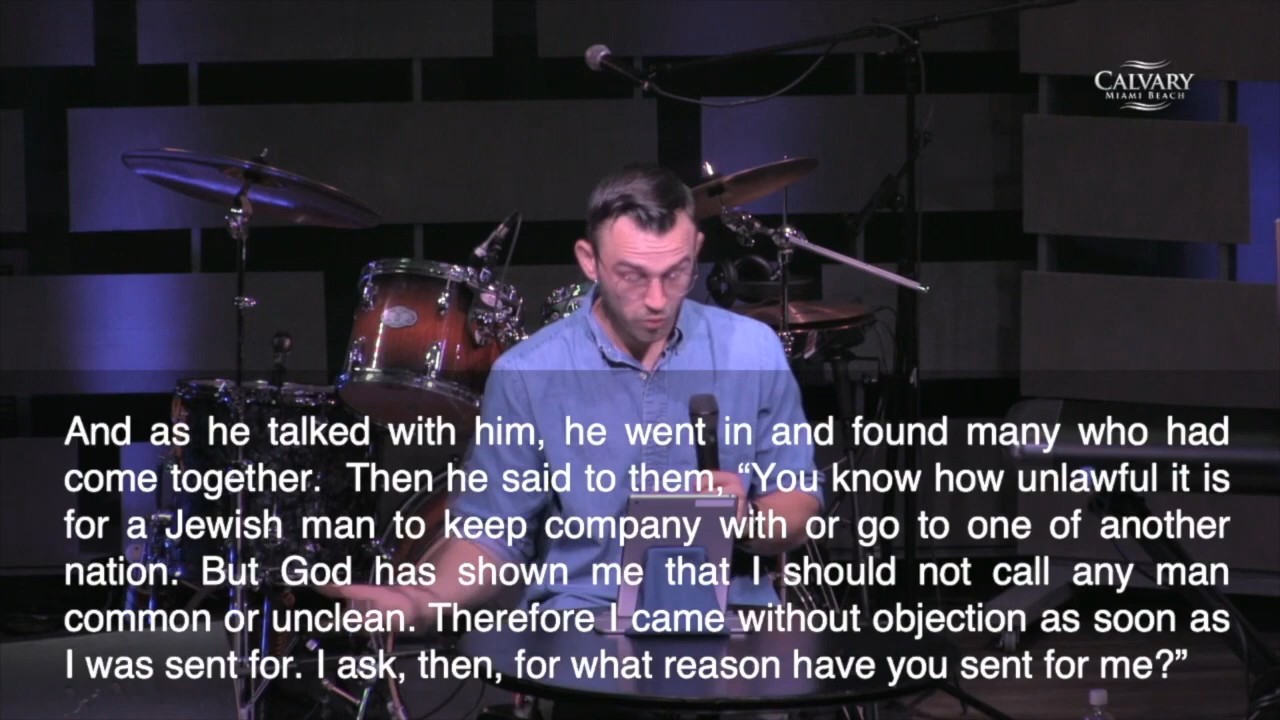 CALVARY
MIAMI BEACH
And as he talked with him, he went in and found many who had
come together. Then he said to them, “You know how unlawful it is
for a Jewish man to keep company with or go to one of another
nation. But God has shown me that I should not call any man
common or unclean. Therefore I came without objection as soon as
I was sent for. I ask, then, for what reason have you sent for me?”